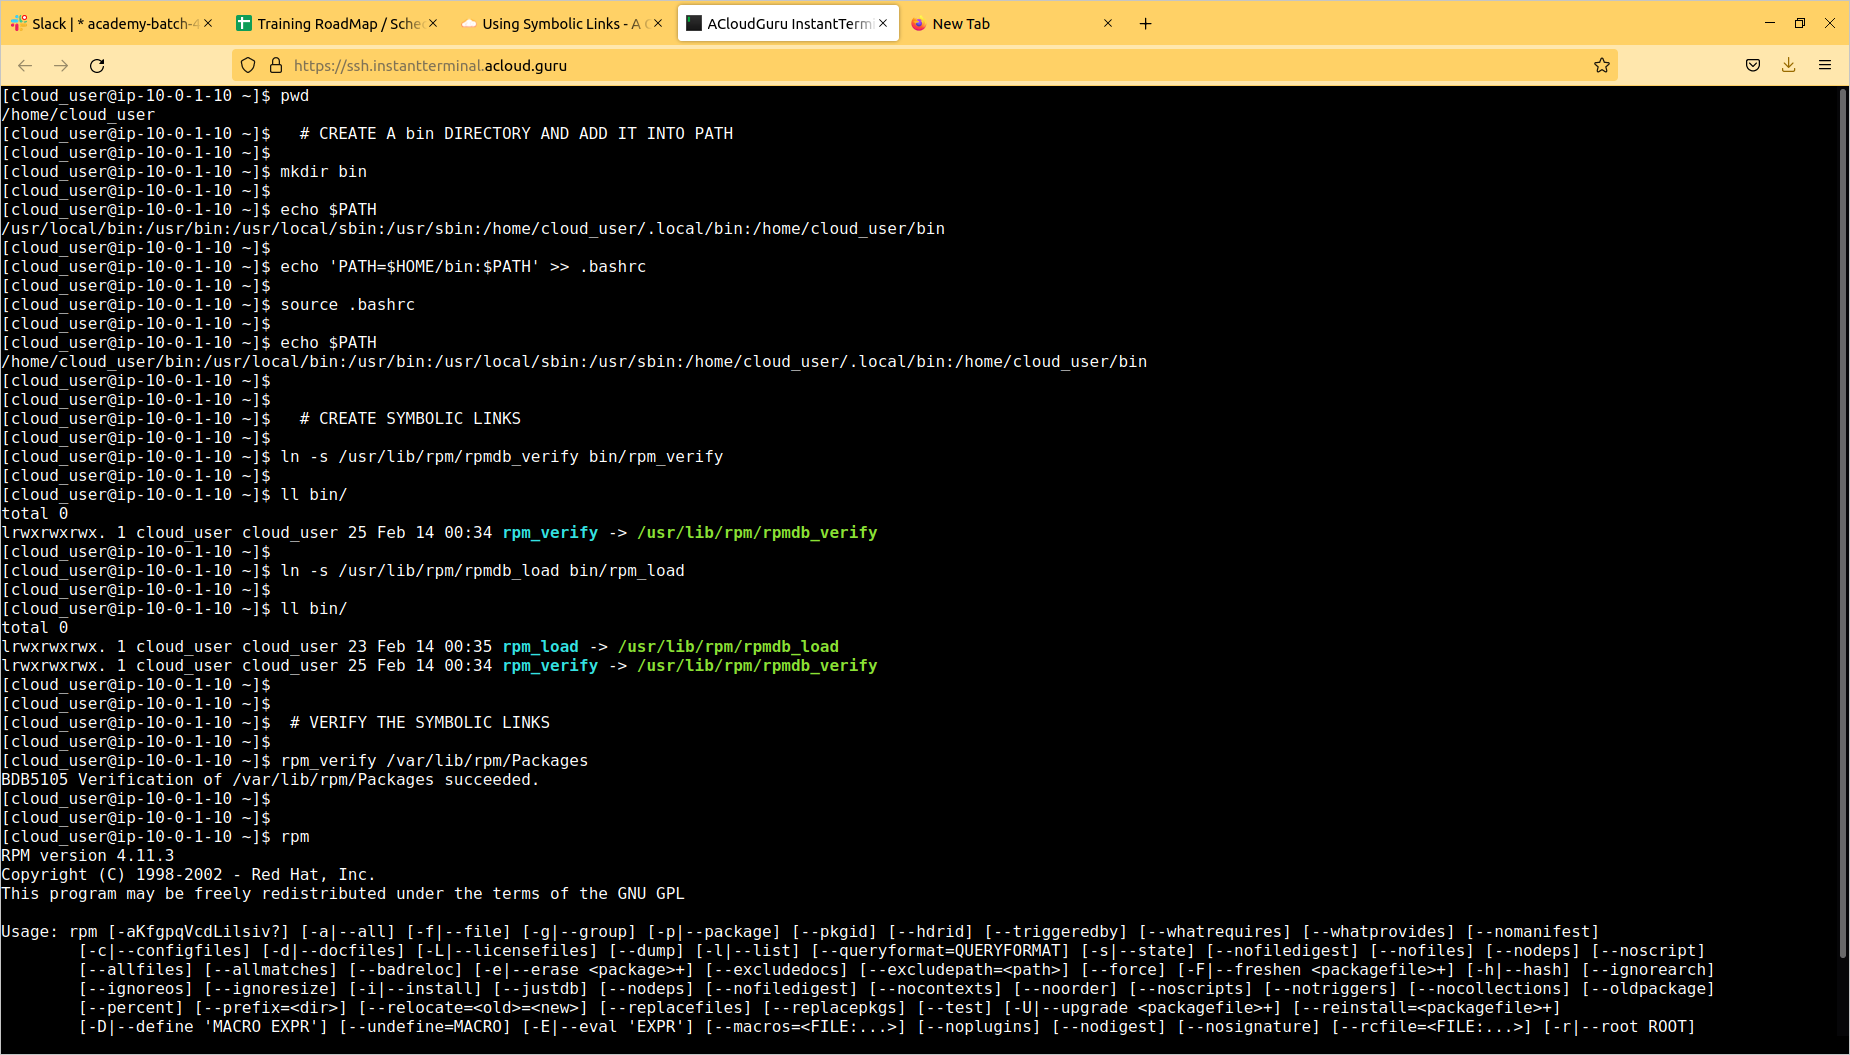 Slack | * academy-batch-4
Training RoadMap / Sche
Using Symbolic Links - A C
ACloudGuru InstantTermi
New Tab
https://ssh.instantterminal.acloud.guru
[cloud_user@ip-10-0-1-10 ~]$ pwd
/home/cloud_user
[cloud_user@ip-10-0-1-10 ~]$   # CREATE A bin DIRECTORY AND ADD IT INTO PATH
[cloud_user@ip-10-0-1-10 ~]$
[cloud_user@ip-10-0-1-10 ~]$ mkdir bin
[cloud_user@ip-10-0-1-10 ~]$
[cloud_user@ip-10-0-1-10 ~]$ echo $PATH
/usr/local/bin:/usr/bin:/usr/local/sbin:/usr/sbin:/home/cloud_user/.local/bin:/home/cloud_user/bin
[cloud_user@ip-10-0-1-10 ~]$
[cloud_user@ip-10-0-1-10 ~]$ echo 'PATH=$HOME/bin:$PATH' >> .bashrc
[cloud_user@ip-10-0-1-10 ~]$
[cloud_user@ip-10-0-1-10 ~]$ source .bashrc
[cloud_user@ip-10-0-1-10 ~]$
[cloud_user@ip-10-0-1-10 ~]$ echo $PATH
/home/cloud_user/bin:/usr/local/bin:/usr/bin:/usr/local/sbin:/usr/sbin:/home/cloud_user/.local/bin:/home/cloud_user/bin
[cloud_user@ip-10-0-1-10 ~]$
[cloud_user@ip-10-0-1-10 ~]$
[cloud_user@ip-10-0-1-10 ~]$   # CREATE SYMBOLIC LINKS
[cloud_user@ip-10-0-1-10 ~]$
[cloud_user@ip-10-0-1-10 ~]$ ln -s /usr/lib/rpm/rpmdb_verify bin/rpm_verify
[cloud_user@ip-10-0-1-10 ~]$
[cloud_user@ip-10-0-1-10 ~]$ ll bin/
total 0
lrwxrwxrwx. 1 cloud_user cloud_user 25 Feb 14 00:34 rpm_verify -> /usr/lib/rpm/rpmdb_verify
[cloud_user@ip-10-0-1-10 ~]$
[cloud_user@ip-10-0-1-10 ~]$ ln -s /usr/lib/rpm/rpmdb_load bin/rpm_load
[cloud_user@ip-10-0-1-10 ~]$
[cloud_user@ip-10-0-1-10 ~]$ ll bin/
total 0
lrwxrwxrwx. 1 cloud_user cloud_user 23 Feb 14 00:35 rpm_load -> /usr/lib/rpm/rpmdb_load
lrwxrwxrwx. 1 cloud_user cloud_user 25 Feb 14 00:34 rpm_verify -> /usr/lib/rpm/rpmdb_verify
[cloud_user@ip-10-0-1-10 ~]$
[cloud_user@ip-10-0-1-10 ~]$
[cloud_user@ip-10-0-1-10 ~]$  # VERIFY THE SYMBOLIC LINKS
[cloud_user@ip-10-0-1-10 ~]$
[cloud_user@ip-10-0-1-10 ~]$ rpm_verify /var/lib/rpm/Packages
BDB5105 Verification of /var/lib/rpm/Packages succeeded.
[cloud_user@ip-10-0-1-10 ~]$
[cloud_user@ip-10-0-1-10 ~]$
[cloud_user@ip-10-0-1-10 ~]$ rpm
RPM version 4.11.3
Copyright (C) 1998-2002 - Red Hat, Inc.
This program may be freely redistributed under the terms of the GNU GPL
Usage: rpm [-aKfgpqVcdLilsiv?] [-a|--all] [-f|--file] [-g|--group] [-p|--package] [--pkgid] [--hdrid] [--triggeredby] [--whatrequires] [--whatprovides] [--nomanifest]
[-c|--configfiles] [-d|--docfiles] [-L|--licensefiles] [--dump] [-l|--list] [--queryformat=QUERYFORMAT] [-s|--state] [--nofiledigest] [--nofiles] [--nodeps] [--noscript]
[--allfiles] [--allmatches] [--badreloc] [-e|--erase <package>+] [--excludedocs] [--excludepath=<path>] [--force] [-F|--freshen <packagefile>+] [-h|--hash] [--ignorearch]
[--ignoreos] [--ignoresize] [-i|--install] [--justdb] [--nodeps] [--nofiledigest] [--nocontexts] [--noorder] [--noscripts] [--notriggers] [--nocollections] [--oldpackage]
[--percent] [--prefix=<dir>] [--relocate=<old>=<new>] [--replacefiles] [--replacepkgs] [--test] [-U|--upgrade <packagefile>+] [--reinstall=<packagefile>+]
[-D|--define 'MACRO EXPR'] [--undefine=MACRO] [-E|--eval 'EXPR'] [--macros=<FILE:...>] [--noplugins] [--nodigest] [--nosignature] [--rcfile=<FILE:...>] [-r|--root ROOT]